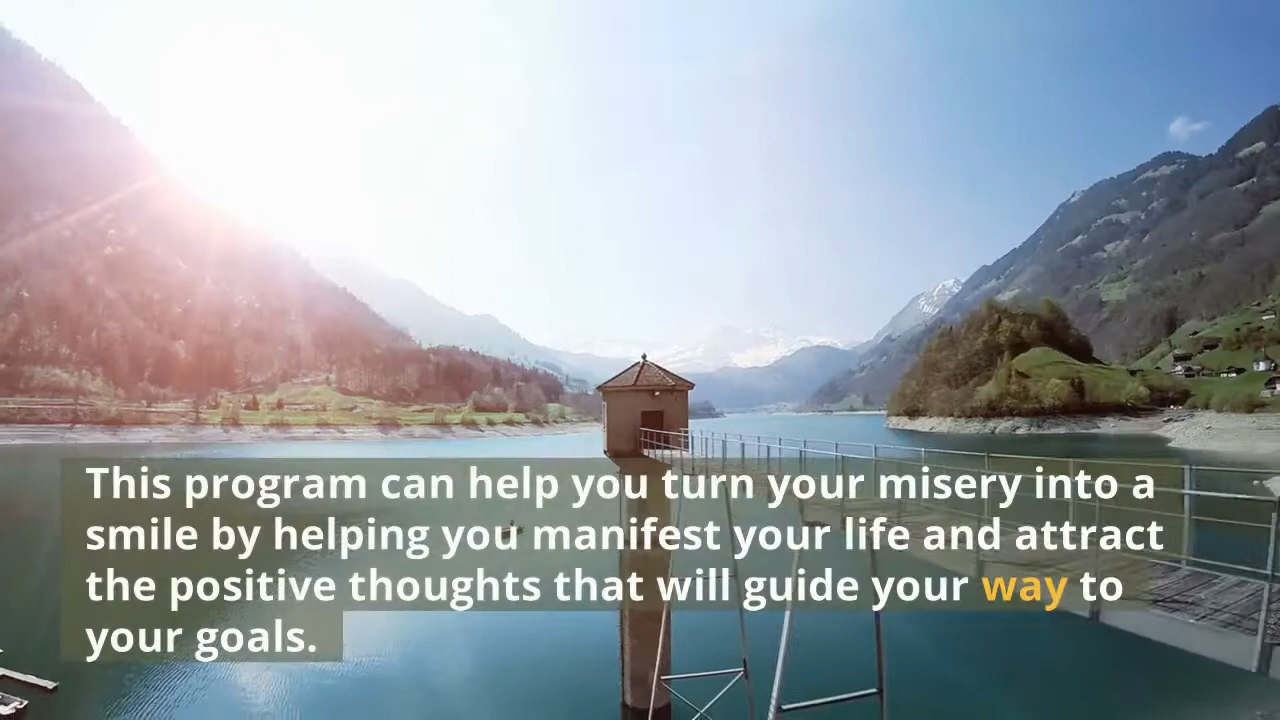 This program can help you turn your misery into a
smile by helping you manifest your life and attract
the positive thoughts that will guide your way to
your goals.